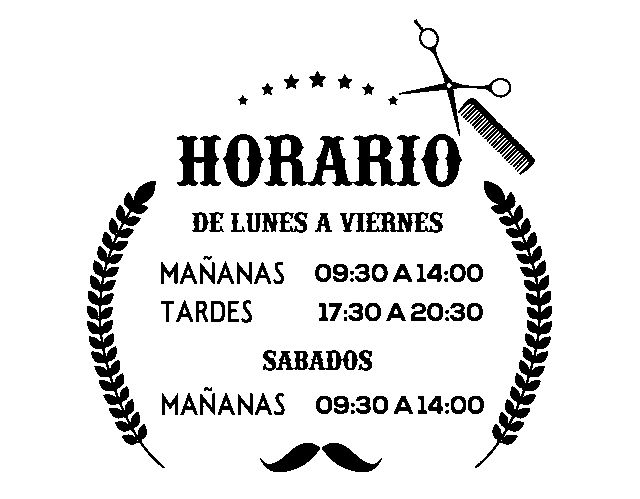 HORARIO
DE LUNES A VIERNES
MAÑANAS 09:30 A 14:00
TARDES 17:30 A 20:30
SABADOS
MAÑANAS 09:30 A 14:00